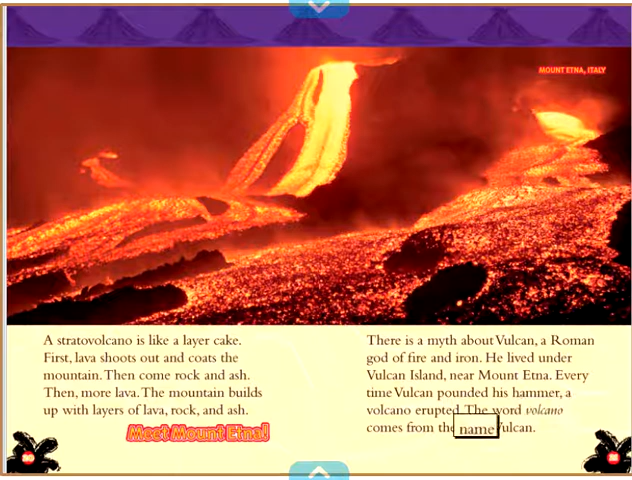 MOUNT ETNA, ITALY
A stratovolcano is like a layer cake.
First, lava shoots out and coats the
mountain. Then come rock and ash.
Then, more lava. The mountain builds
up with layers of lava, rock, and ash.
Meet Mount Etna!
There is a myth about Vulcan, a Roman
god of fire and iron. He lived under
Vulcan Island, near Mount Etna. Every
time Vulcan pounded his hammer, a
volcano erupted. The word volcano
comes from the name Vulcan.